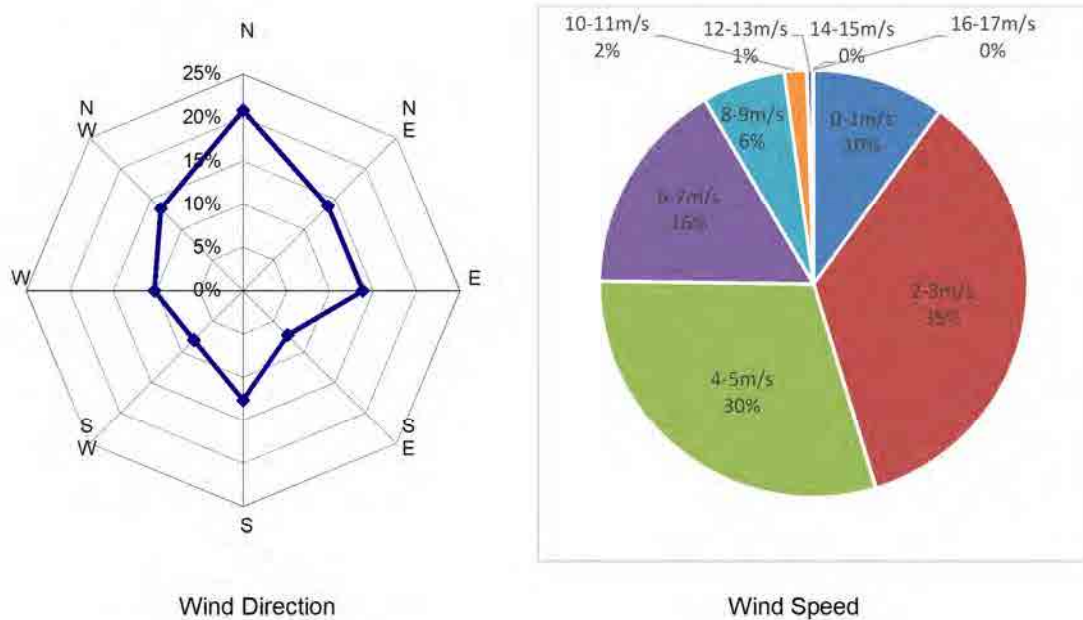 N
25%
20%
15%
10%
5%
0%
N
E
E
S
E
S
S
W
W
N
W
Wind Direction
10-11m/s
2%
12-13m/s
1%
14-15m/s
0%
16-17m/s
0%
0-1m/s
10%
2-3m/s
35%
4-5m/s
30%
6-7m/s
16%
8-9m/s
6%
Wind Speed